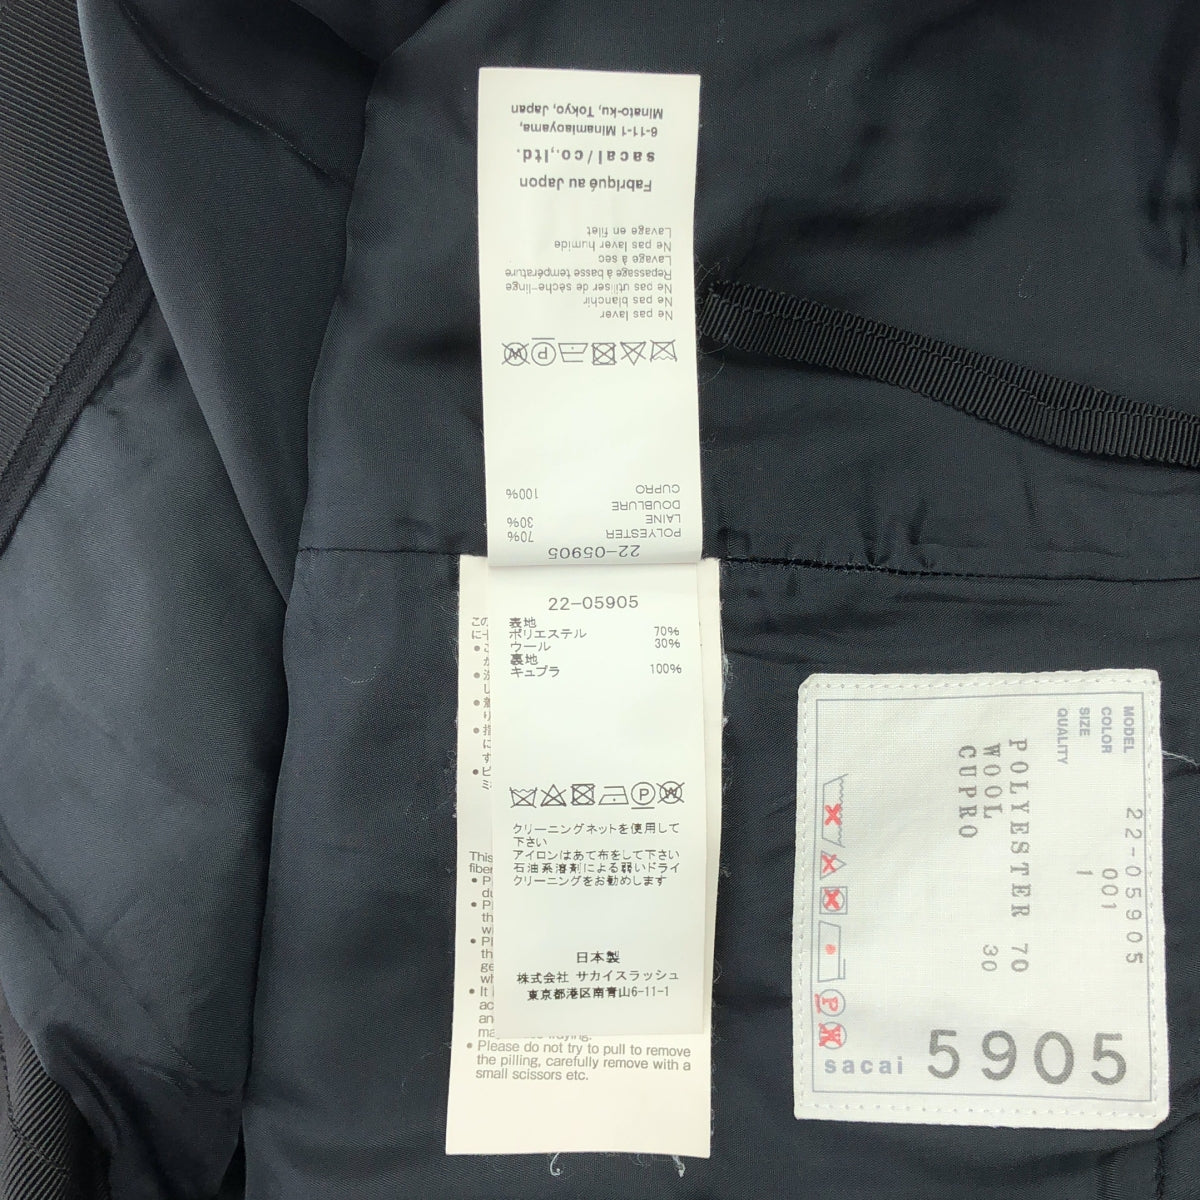 Fabriqué au Japon
sacai/co.,ltd.
6-11-1 Minamiaoyama,
Minato-ku, Tokyo, Japan
Ne pas laver
Ne pas blanchir
Ne pas utiliser de sèche-linge
Repassage à basse température
Lavage à sec
Ne pas laver humide
Lavage en filet
22-05905
POLYESTER 70%
LAINE 30%
DOUBLURE
CUPRO 100%
22-05905
表地
ポリエステル 70%
ウール 30%
裏地
キュプラ 100%
クリーニングネットを使用して
下さい
アイロンはあて布をして下さい
石油系溶剤による弱いドライ
クリーニングをお勧めします
日本製
株式会社 サカイスラッシュ
東京都港区南青山6-11-1
This
• Please do not try to pull to remove
the pilling, carefully remove with a
small scissors etc.
MODEL 22-05905
COLOR 001
SIZE 1
QUALITY
POLYESTER 70
WOOL 30
CUPRO
sacai 5905